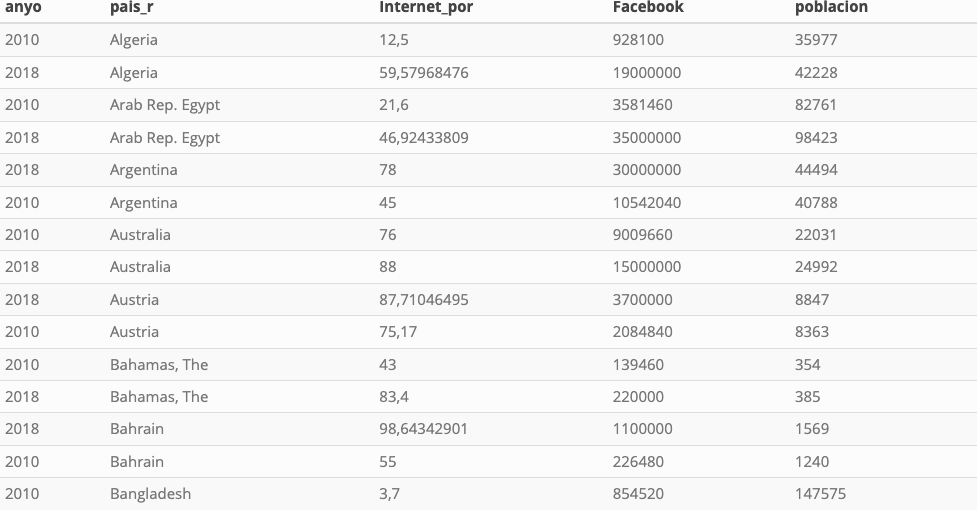 anyo pais_r Internet_por Facebook poblacion
2010 Algeria 12,5 928100 35977
2018 Algeria 59,57968476 19000000 42228
2010 Arab Rep. Egypt 21,6 3581460 82761
2018 Arab Rep. Egypt 46,92433809 35000000 98423
2018 Argentina 78 30000000 44494
2010 Argentina 45 10542040 40788
2010 Australia 76 9009660 22031
2018 Australia 88 15000000 24992
2018 Austria 87,71046495 3700000 8847
2010 Austria 75,17 2084840 8363
2010 Bahamas, The 43 139460 354
2018 Bahamas, The 83,4 220000 385
2018 Bahrain 98,64342901 1100000 1569
2010 Bahrain 55 226480 1240
2010 Bangladesh 3,7 854520 147575